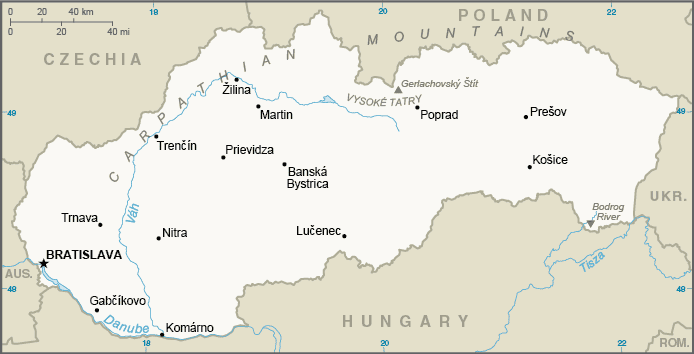 0 20 40 km
0 20 40 mi
18
22
POLAND
CZECHIA
CARPATHIAN MOUNTAINS
Gerlachovský Štít
VYSOKÉ TATRY
Žilina
Martin
Poprad
Prešov
49
49
Trenčín
Prievidza
Banská
Bystrica
Košice
UKR.
Bodrog
River
Váh
Trnava
Nitra
Lučenec
BRATISLAVA
Tisza
AUS.
48
48
Gabčíkovo
Danube
Komárno
HUNGARY
18
20
22
ROM.